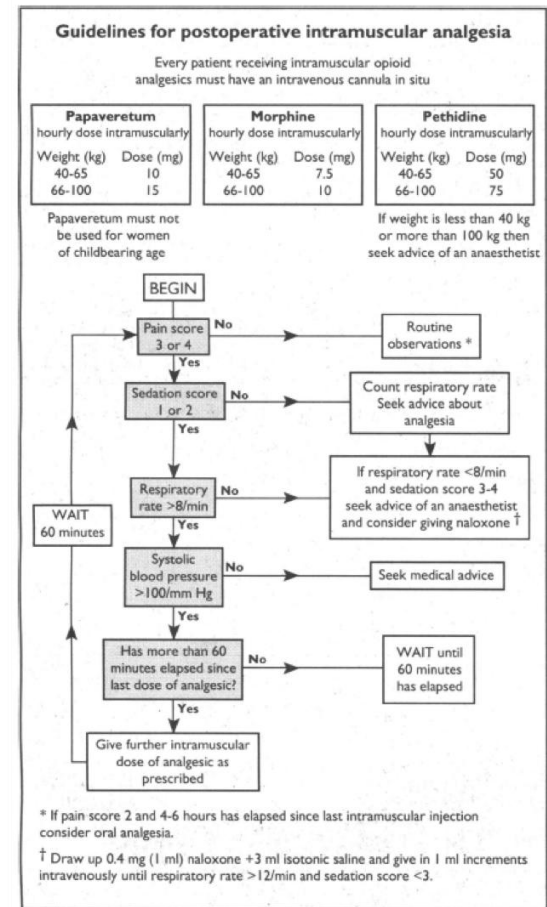 Guidelines for postoperative intramuscular analgesia
Every patient receiving intramuscular opioid
analgesics must have an intravenous cannula in situ
Papaveretum
hourly dose intramuscularly
Weight (kg) Dose (mg)
40-65 10
66-100 15
Morphine
hourly dose intramuscularly
Weight (kg) Dose (mg)
40-65 7.5
66-100 10
Pethidine
hourly dose intramuscularly
Weight (kg) Dose (mg)
40-65 50
66-100 75
Papaveretum must not
be used for women
of childbearing age
If weight is less than 40 kg
or more than 100 kg then
seek advice of an anaesthetist
BEGIN
Pain score
3 or 4
No
Routine
observations *
Yes
Sedation score
1 or 2
No
Count respiratory rate
Seek advice about
analgesia
Yes
Respiratory
rate >8/min
No
If respiratory rate <8/min
and sedation score 3-4
seek advice of an anaesthetist
and consider giving naloxone †
WAIT
60 minutes
Yes
Systolic
blood pressure
>100/mm Hg
No
Seek medical advice
Yes
Has more than 60
minutes elapsed since
last dose of analgesic?
No
WAIT until
60 minutes
has elapsed
Yes
Give further intramuscular
dose of analgesic as
prescribed
* If pain score 2 and 4-6 hours has elapsed since last intramuscular injection
consider oral analgesia.
† Draw up 0.4 mg (1 ml) naloxone +3 ml isotonic saline and give in 1 ml increments
intravenously until respiratory rate >12/min and sedation score <3.